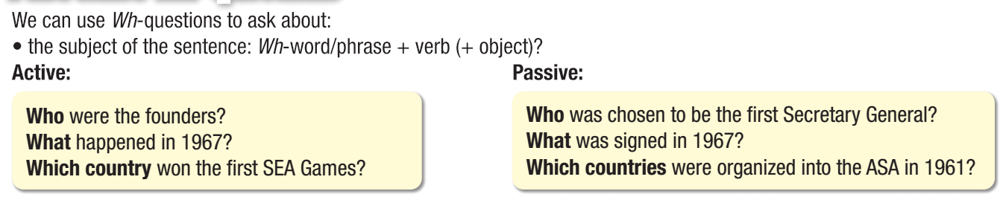 We can use Wh-questions to ask about:
• the subject of the sentence: Wh-word/phrase + verb (+ object)?
Active:
Who were the founders?
What happened in 1967?
Which country won the first SEA Games?
Passive:
Who was chosen to be the first Secretary General?
What was signed in 1967?
Which countries were organized into the ASA in 1961?